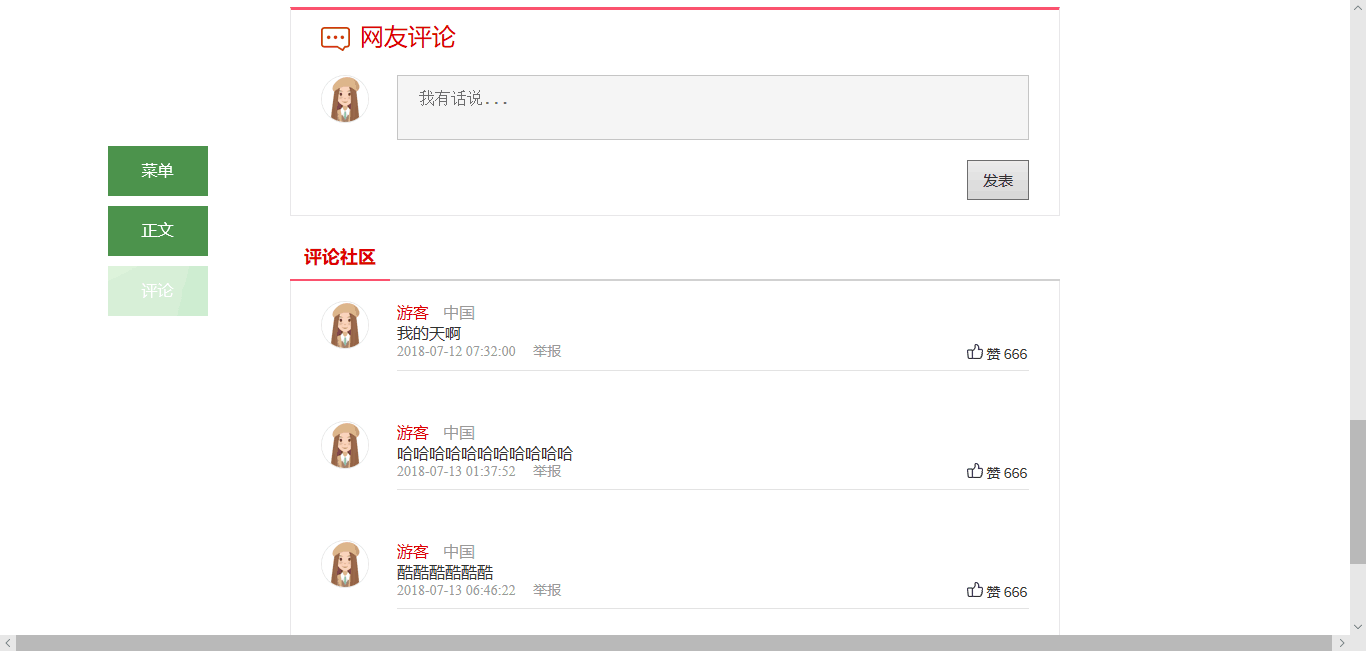 网友评论
我有话说...
发表
菜单
正文
评论
评论社区
游客 中国
我的天啊
2018-07-12 07:32:00 举报
赞 666
游客 中国
哈哈哈哈哈哈哈哈哈哈哈
2018-07-13 01:37:52 举报
赞 666
游客 中国
酷酷酷酷酷酷
2018-07-13 06:46:22 举报
赞 666